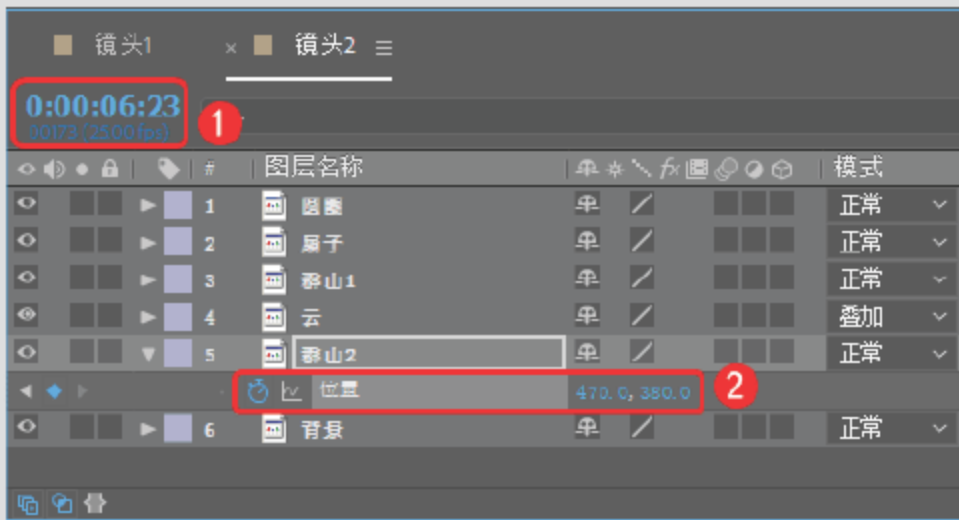 镜头1 × 镜头2
0:00:06:23
00173 (25.00 fps)
1
# 图层名称 fx 模式
1 圆圈 正常
2 扇子 正常
3 群山1 正常
4 云 叠加
5 群山2 正常
位置 470.0, 380.0
2
6 背景 正常